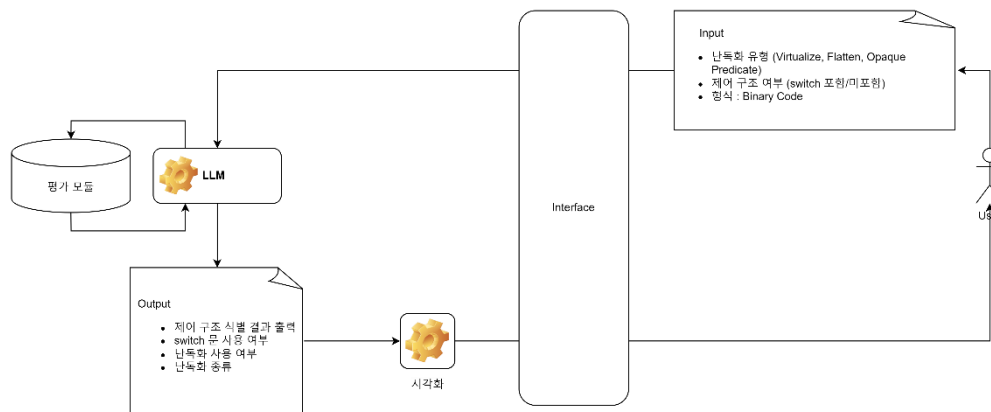 Input
난독화 유형 (Virtualize, Flatten, Opaque
Predicate)
제어 구조 여부 (switch 포함/미포함)
형식 : Binary Code
LLM
평가 모듈
Interface
Us
Output
제어 구조 식별 결과 출력
switch 문 사용 여부
난독화 사용 여부
난독화 종류
시각화